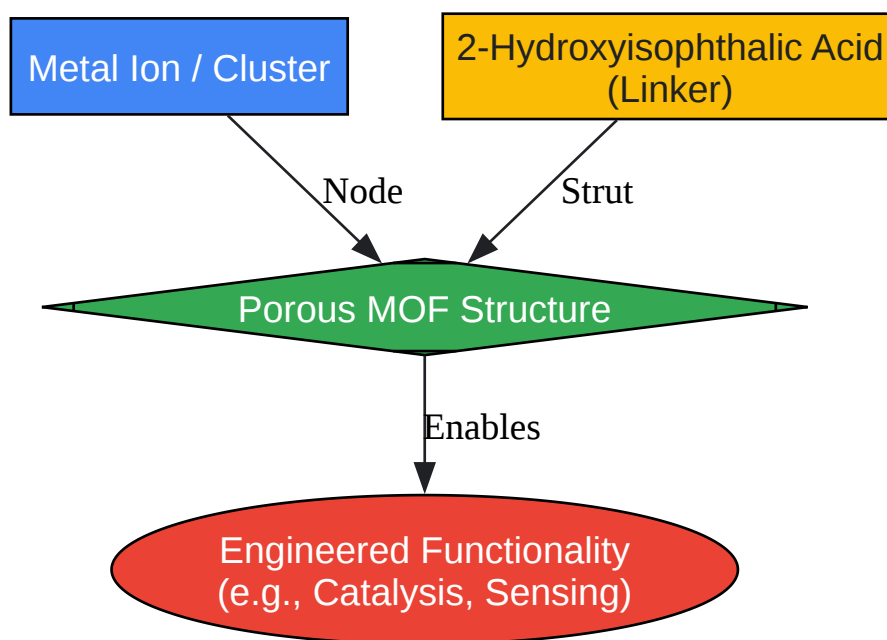 Metal Ion / Cluster
2-Hydroxyisophthalic Acid
(Linker)
Node
Strut
Porous MOF Structure
Enables
Engineered Functionality
(e.g., Catalysis, Sensing)